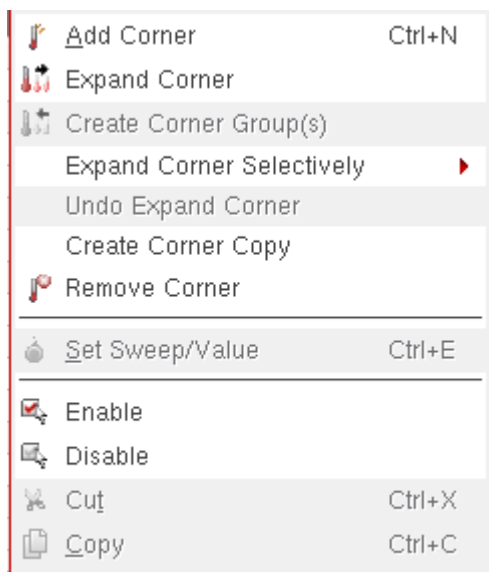 Add Corner Ctrl+N
Expand Corner
Create Corner Group(s)
Expand Corner Selectively
Undo Expand Corner
Create Corner Copy
Remove Corner
Set Sweep/Value Ctrl+E
Enable
Disable
Cut Ctrl+X
Copy Ctrl+C